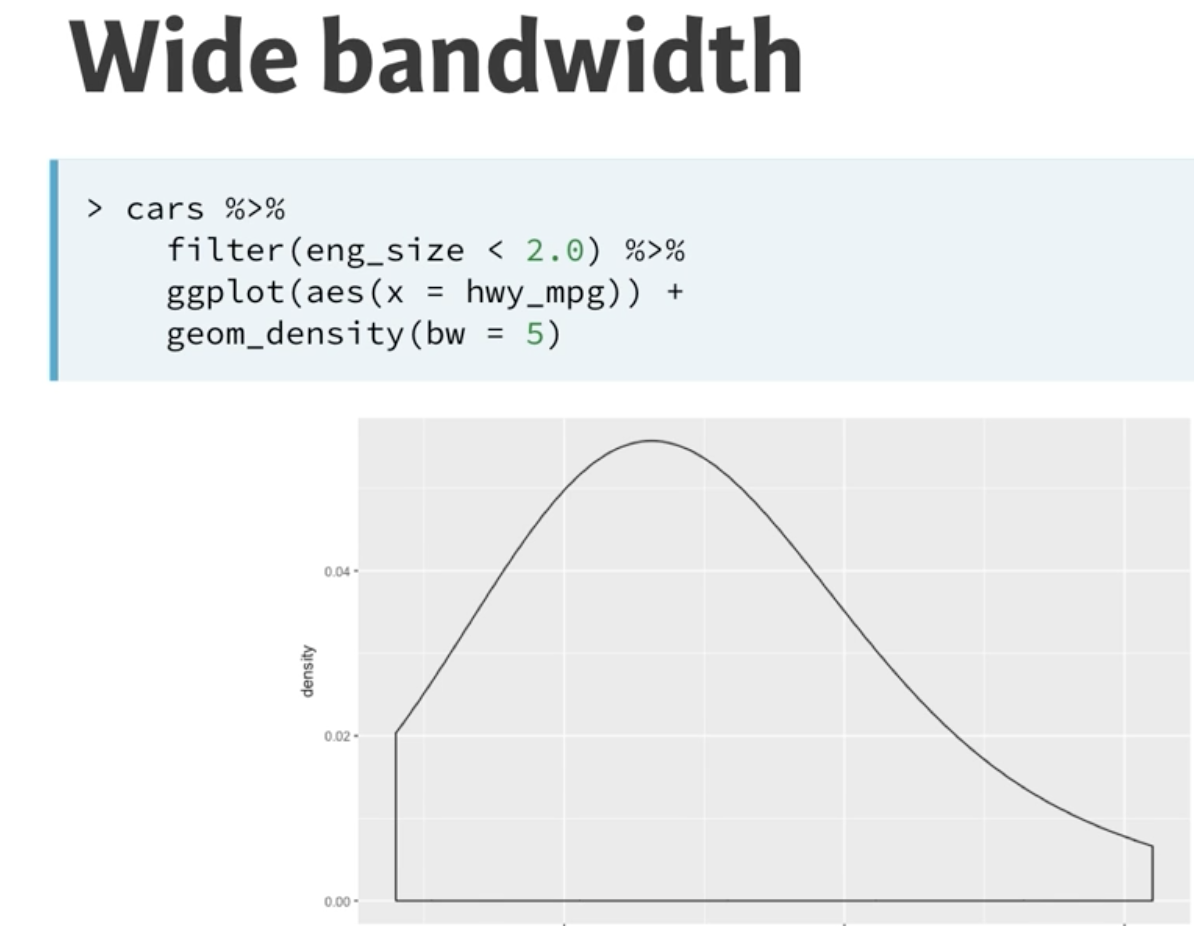 Wide bandwidth
> cars %>%
filter(eng_size < 2.0) %>%
ggplot(aes(x = hwy_mpg)) +
geom_density(bw = 5)
0.04
density
0.02
0.00